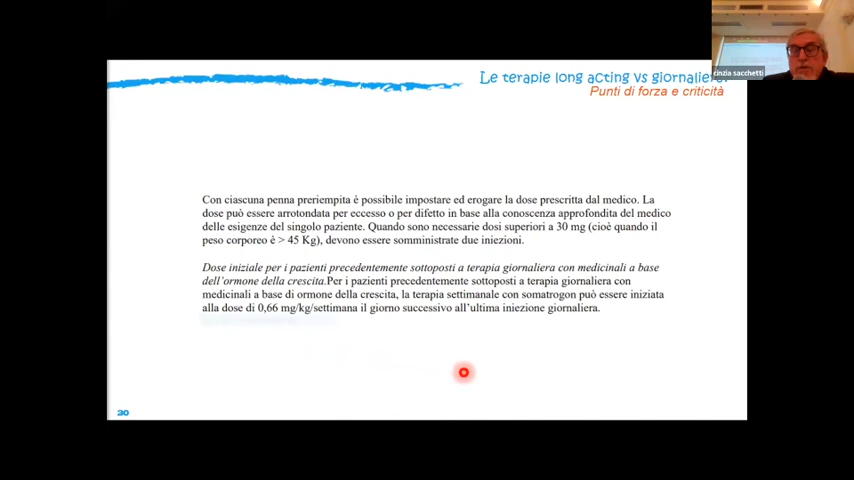 cinzia sacchetti
Le terapie long acting vs giornaliera:
Punti di forza e criticità
Con ciascuna penna preriempita è possibile impostare ed erogare la dose prescritta dal medico. La
dose può essere arrotondata per eccesso o per difetto in base alla conoscenza approfondita del medico
delle esigenze del singolo paziente. Quando sono necessarie dosi superiori a 30 mg (cioè quando il
peso corporeo è > 45 Kg), devono essere somministrate due iniezioni.
Dose iniziale per i pazienti precedentemente sottoposti a terapia giornaliera con medicinali a base
dell’ormone della crescita.Per i pazienti precedentemente sottoposti a terapia giornaliera con
medicinali a base di ormone della crescita, la terapia settimanale con somatrogon può essere iniziata
alla dose di 0,66 mg/kg/settimana il giorno successivo all’ultima iniezione giornaliera.
30